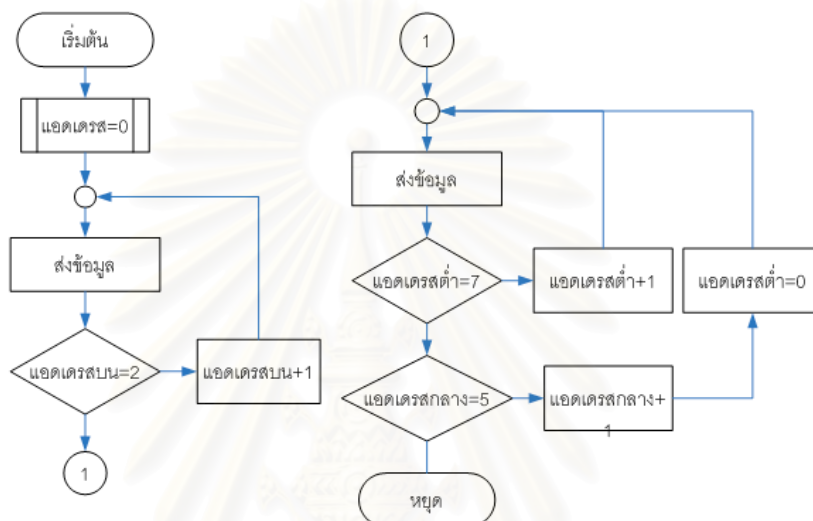 เริ่มต้น
แอดเดรส=0
ส่งข้อมูล
แอดเดรสบน=2
แอดเดรสบน+1
1
1
ส่งข้อมูล
แอดเดรสต่ำ=7
แอดเดรสต่ำ+1
แอดเดรสต่ำ=0
แอดเดรสกลาง=5
แอดเดรสกลาง+
1
หยุด